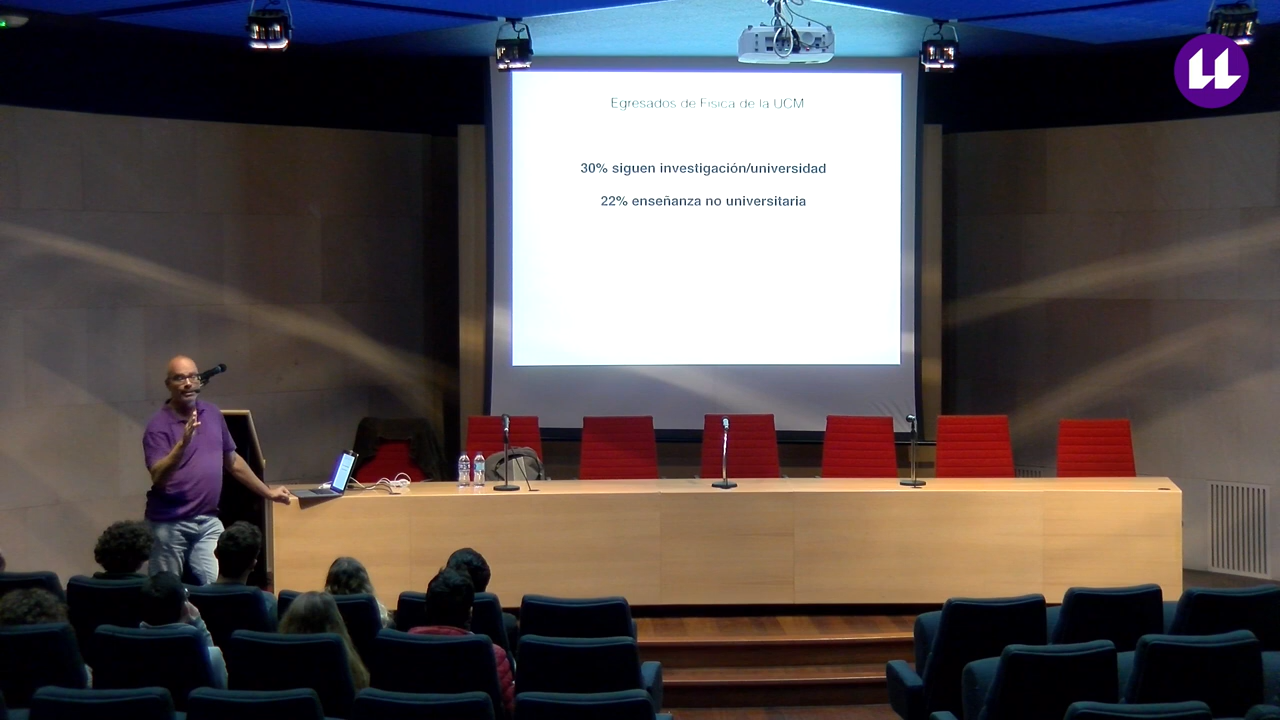 Egresados de Física de la UCM
30% siguen investigación/universidad
22% enseñanza no universitaria